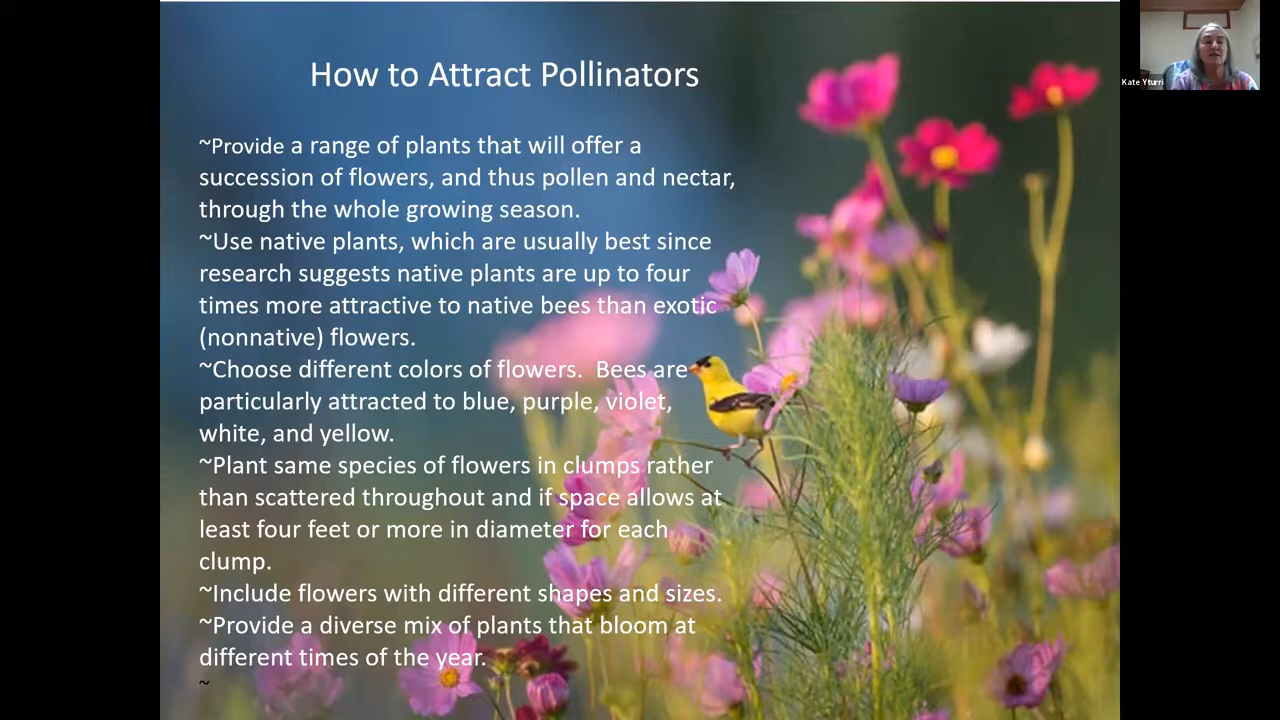 How to Attract Pollinators
~Provide a range of plants that will offer a
succession of flowers, and thus pollen and nectar,
through the whole growing season.
~Use native plants, which are usually best since
research suggests native plants are up to four
times more attractive to native bees than exotic
(nonnative) flowers.
~Choose different colors of flowers.  Bees are
particularly attracted to blue, purple, violet,
white, and yellow.
~Plant same species of flowers in clumps rather
than scattered throughout and if space allows at
least four feet or more in diameter for each
clump.
~Include flowers with different shapes and sizes.
~Provide a diverse mix of plants that bloom at
different times of the year.
~
Kate Yturri